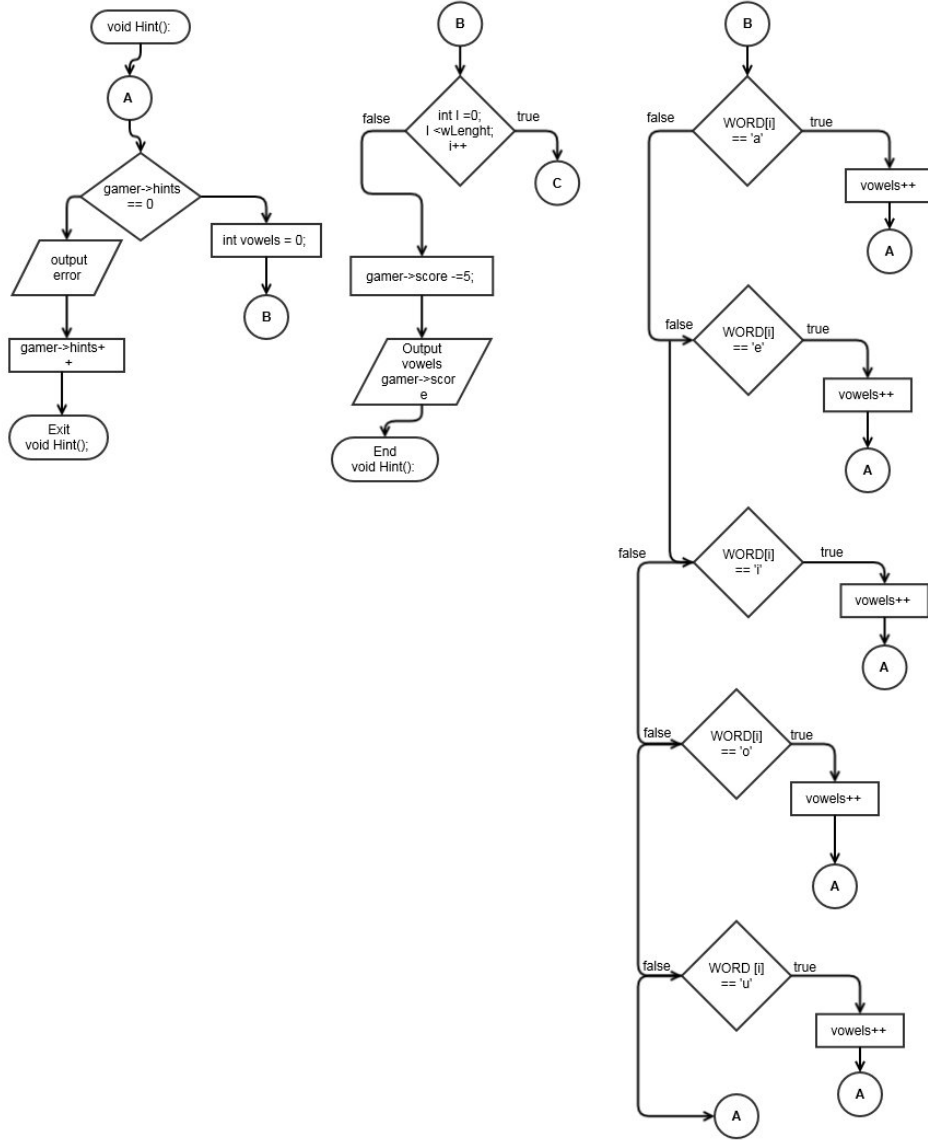 void Hint():
A
gamer->hints
== 0
output
error
int vowels = 0;
B
gamer->hints+
+
Exit
void Hint();
B
int I =0;
I <wLenght;
i++
false
true
C
gamer->score -=5;
Output
vowels
gamer->scor
e
End
void Hint():
B
WORD[i]
== 'a'
false
true
vowels++
A
false
WORD[i]
== 'e'
true
vowels++
A
false
WORD[i]
== 'i'
true
vowels++
A
false
WORD[i]
== 'o'
true
vowels++
A
false
WORD [i]
== 'u'
true
vowels++
A
A